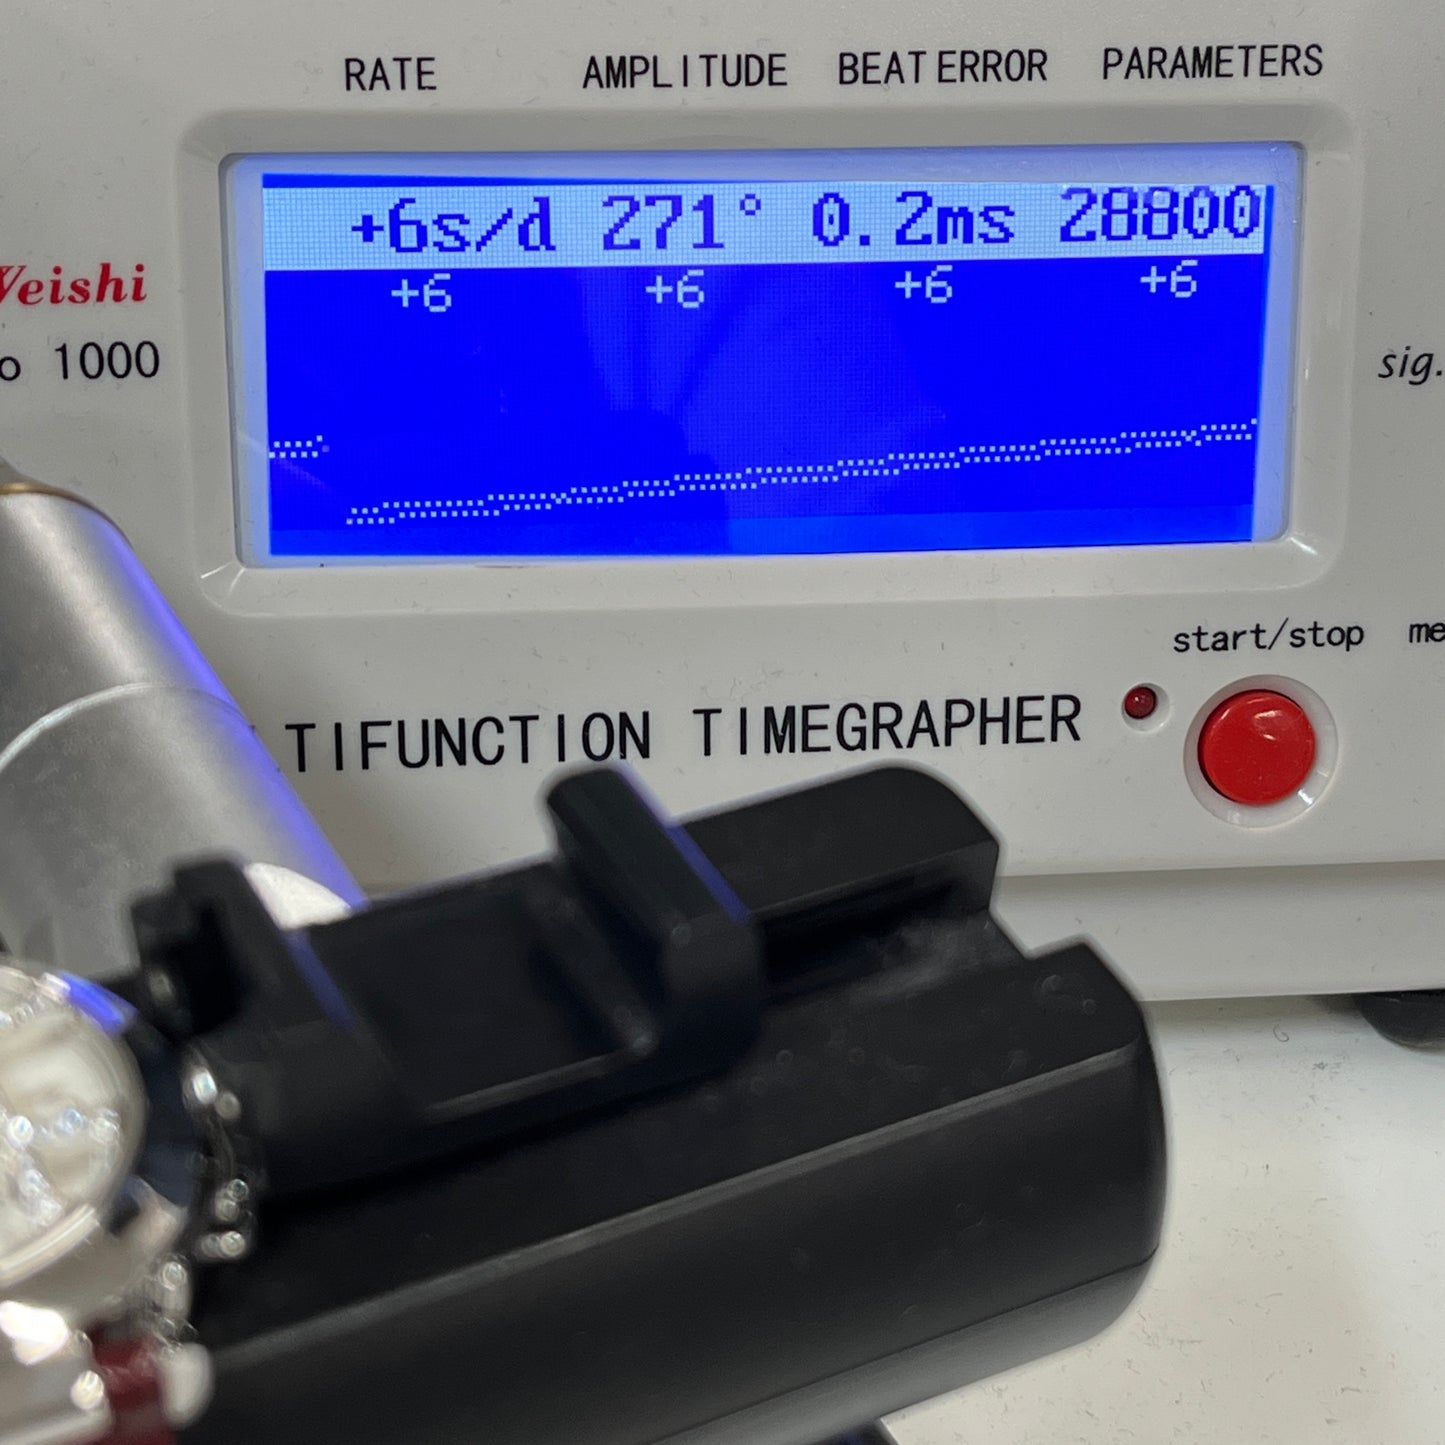 RATE AMPLITUDE BEAT ERROR PARAMETERS
+6s/d 271° 0.2ms 28800
+6 +6 +6 +6
Weishi
o 1000
sig.
start/stop me
TIFUNCTION TIMEGRAPHER